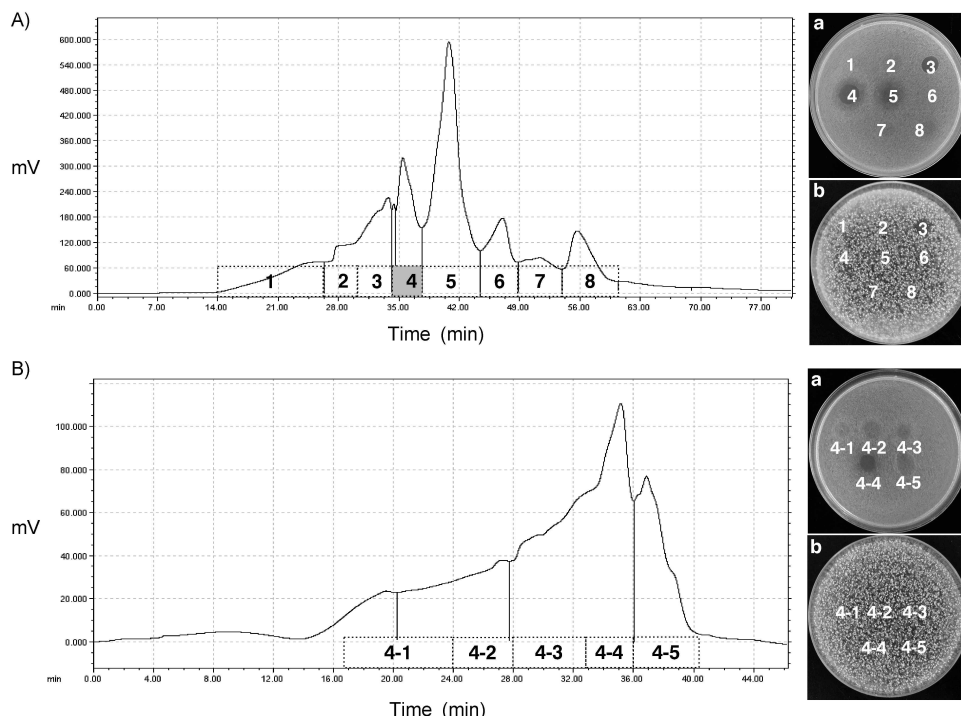 A)
mV
600.000
540.000
480.000
420.000
360.000
300.000
240.000
180.000
120.000
60.000
0.000
1 2 3 4 5 6 7 8
min 0.00 7.00 14.00 21.00 28.00 35.00 42.00 49.00 56.00 63.00 70.00 77.00
Time (min)
a
1 2 3
4 5 6
7 8
b
1 2 3
4 5 6
7 8
B)
mV
100.000
80.000
60.000
40.000
20.000
0.000
4-1 4-2 4-3 4-4 4-5
min
0.00 4.00 8.00 12.00 16.00 20.00 24.00 28.00 32.00 36.00 40.00 44.00
Time (min)
a
4-1 4-2 4-3
4-4 4-5
b
4-1 4-2 4-3
4-4 4-5